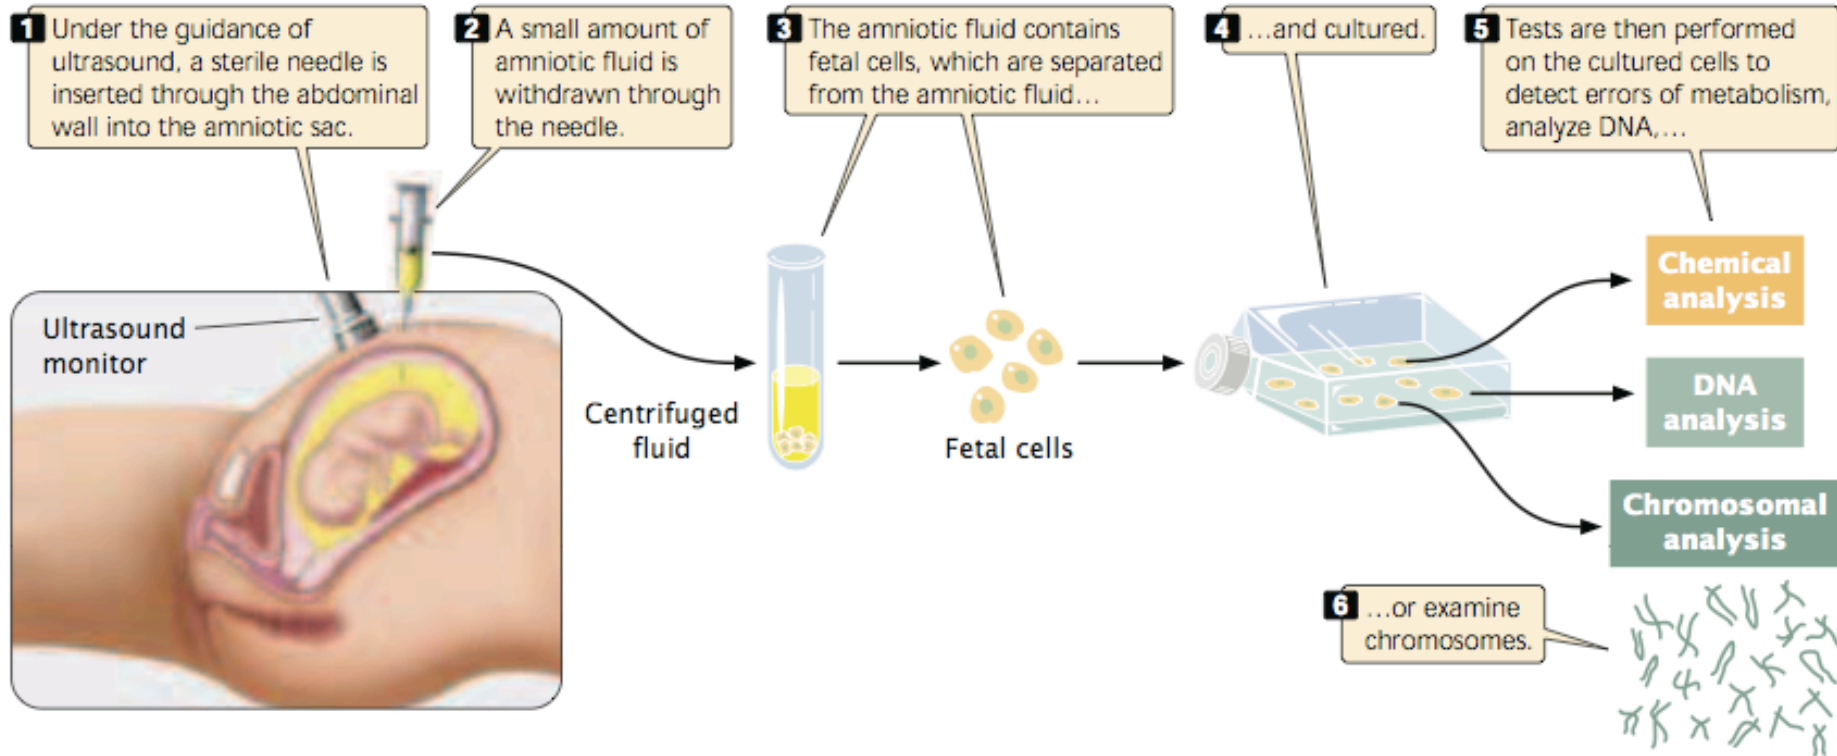 1 Under the guidance of
ultrasound, a sterile needle is
inserted through the abdominal
wall into the amniotic sac.
2 A small amount of
amniotic fluid is
withdrawn through
the needle.
3 The amniotic fluid contains
fetal cells, which are separated
from the amniotic fluid…
4 …and cultured.
5 Tests are then performed
on the cultured cells to
detect errors of metabolism,
analyze DNA,…
Ultrasound
monitor
Centrifuged
fluid
Fetal cells
Chemical
analysis
DNA
analysis
Chromosomal
analysis
6 …or examine
chromosomes.